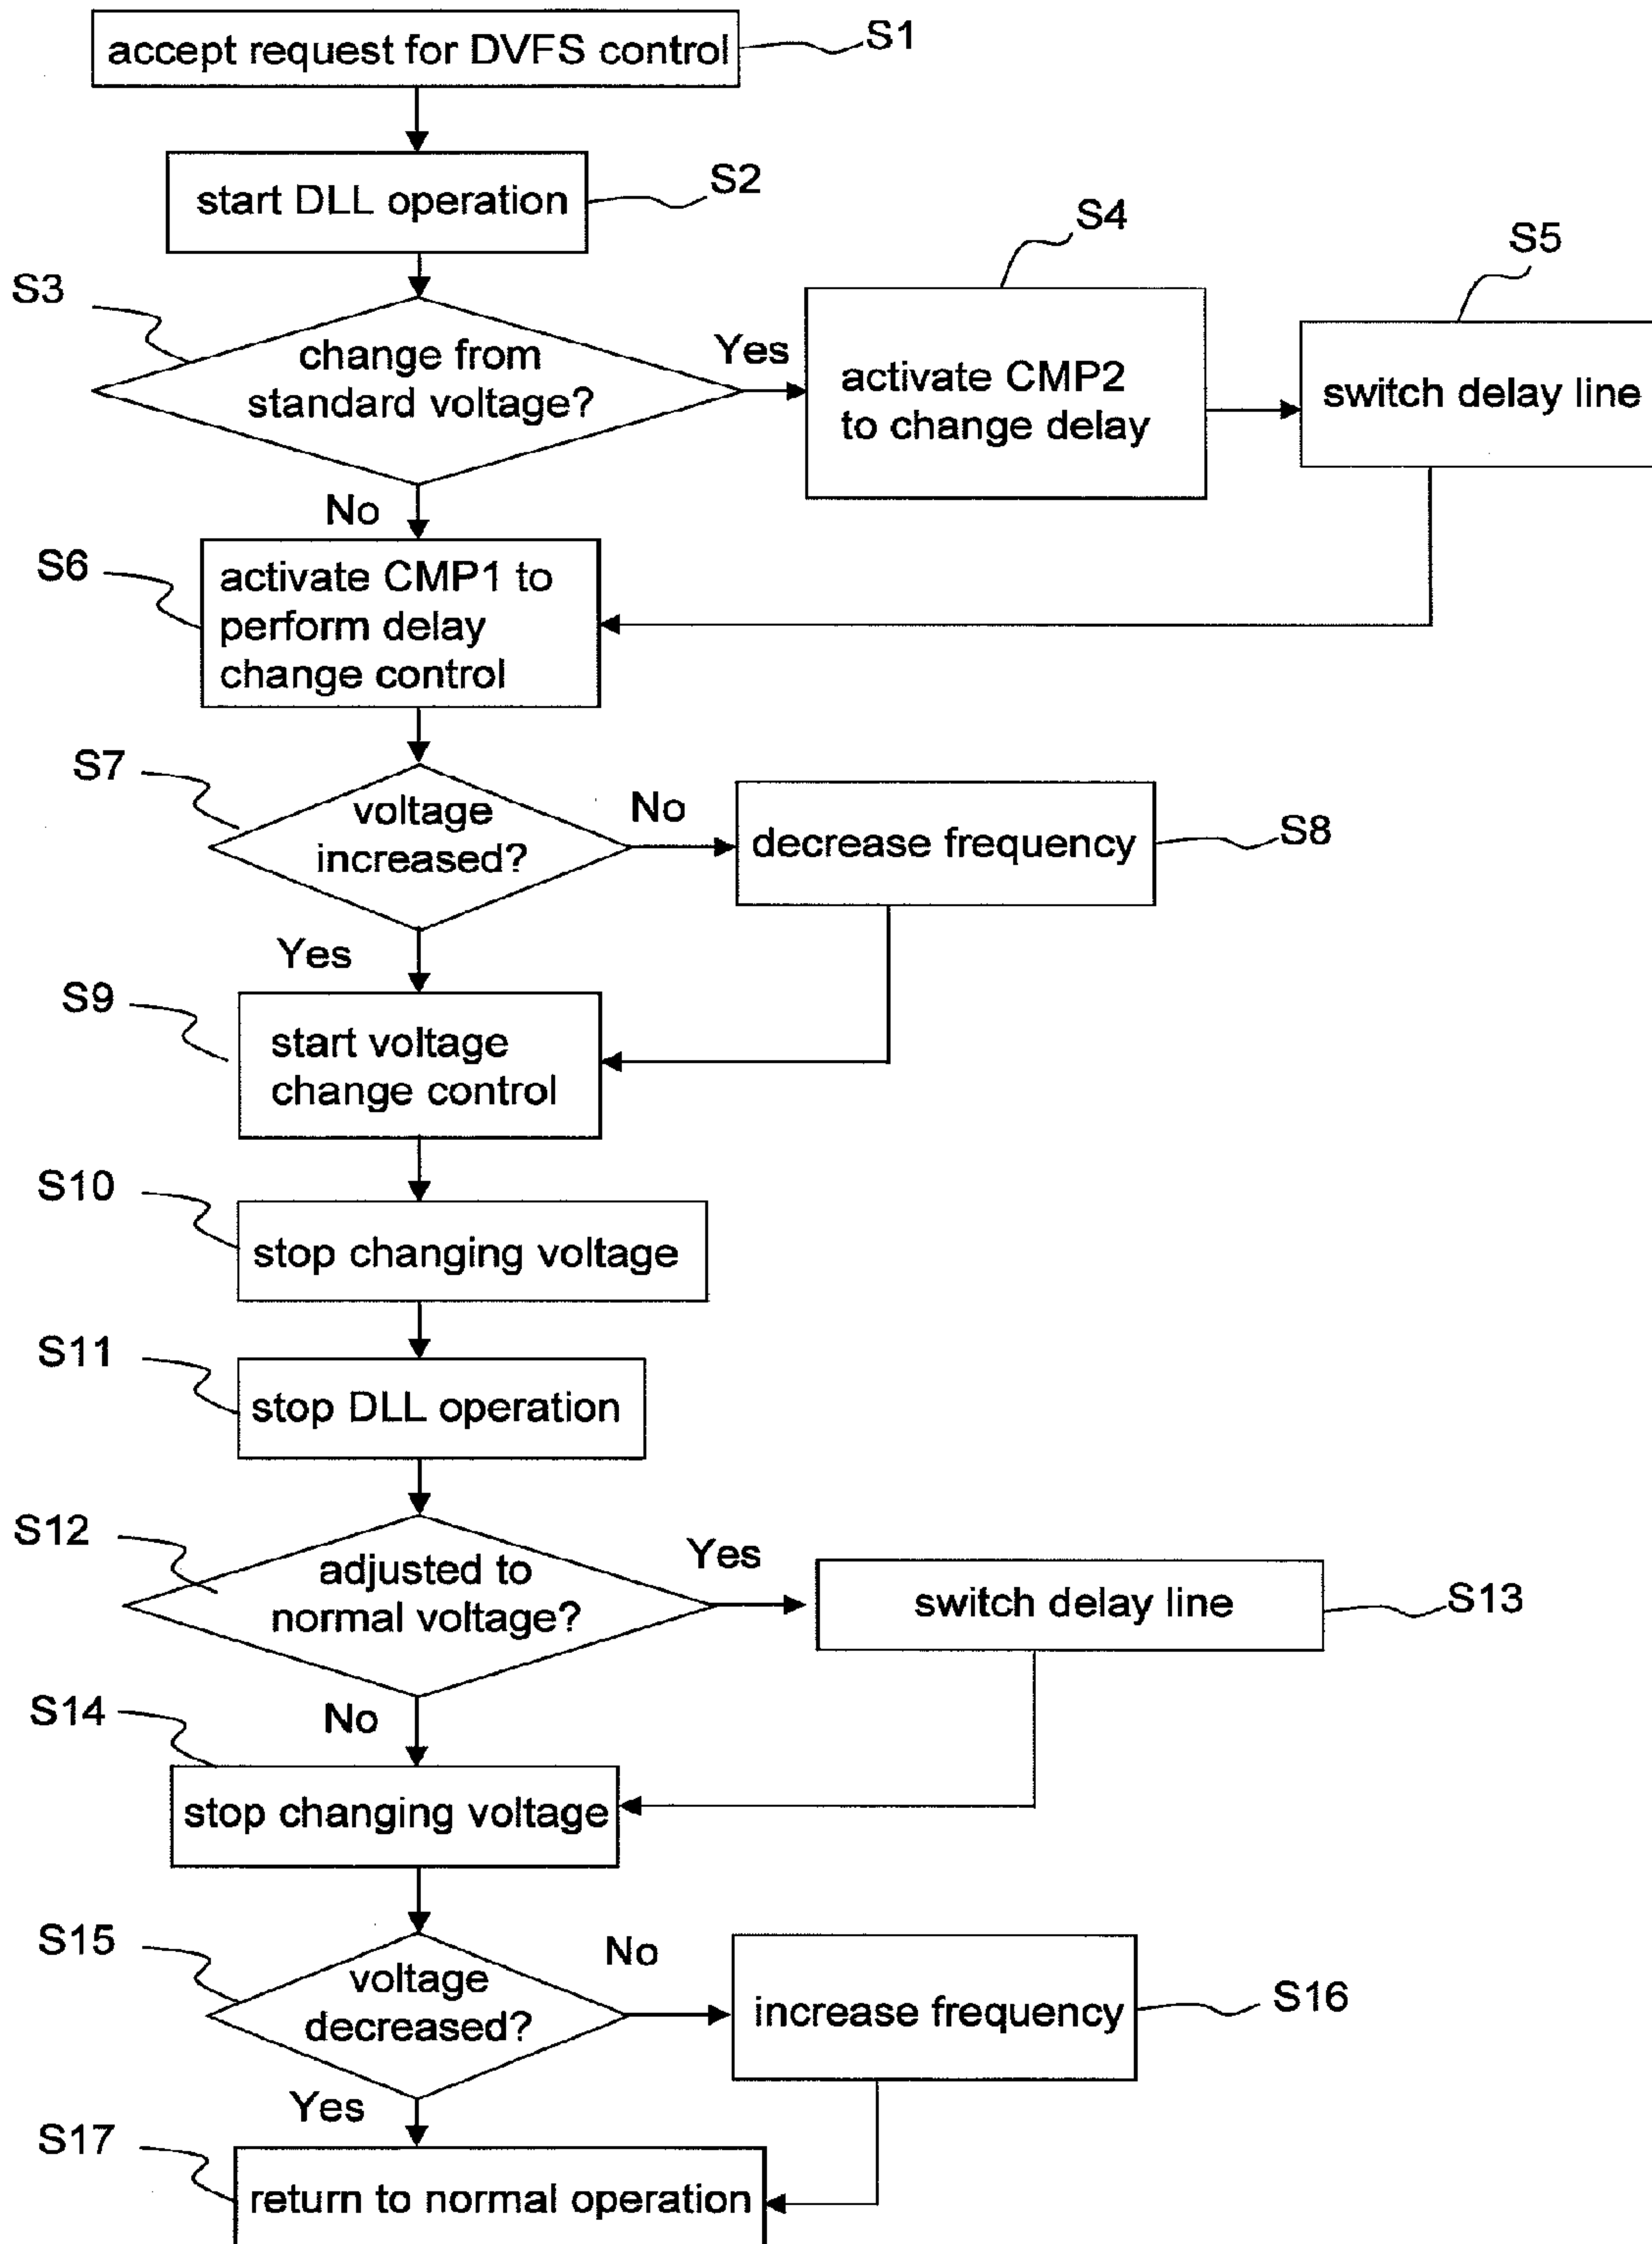 accept request for DVFS control
S1
start DLL operation
S2
S3
change from
standard voltage?
Yes
No
S4
activate CMP2
to change delay
S5
switch delay line
S6
activate CMP1 to
perform delay
change control
S7
voltage
increased?
No
Yes
decrease frequency
S8
S9
start voltage
change control
S10
stop changing voltage
S11
stop DLL operation
S12
adjusted to
normal voltage?
Yes
No
switch delay line
S13
S14
stop changing voltage
S15
voltage
decreased?
No
Yes
increase frequency
S16
S17
return to normal operation